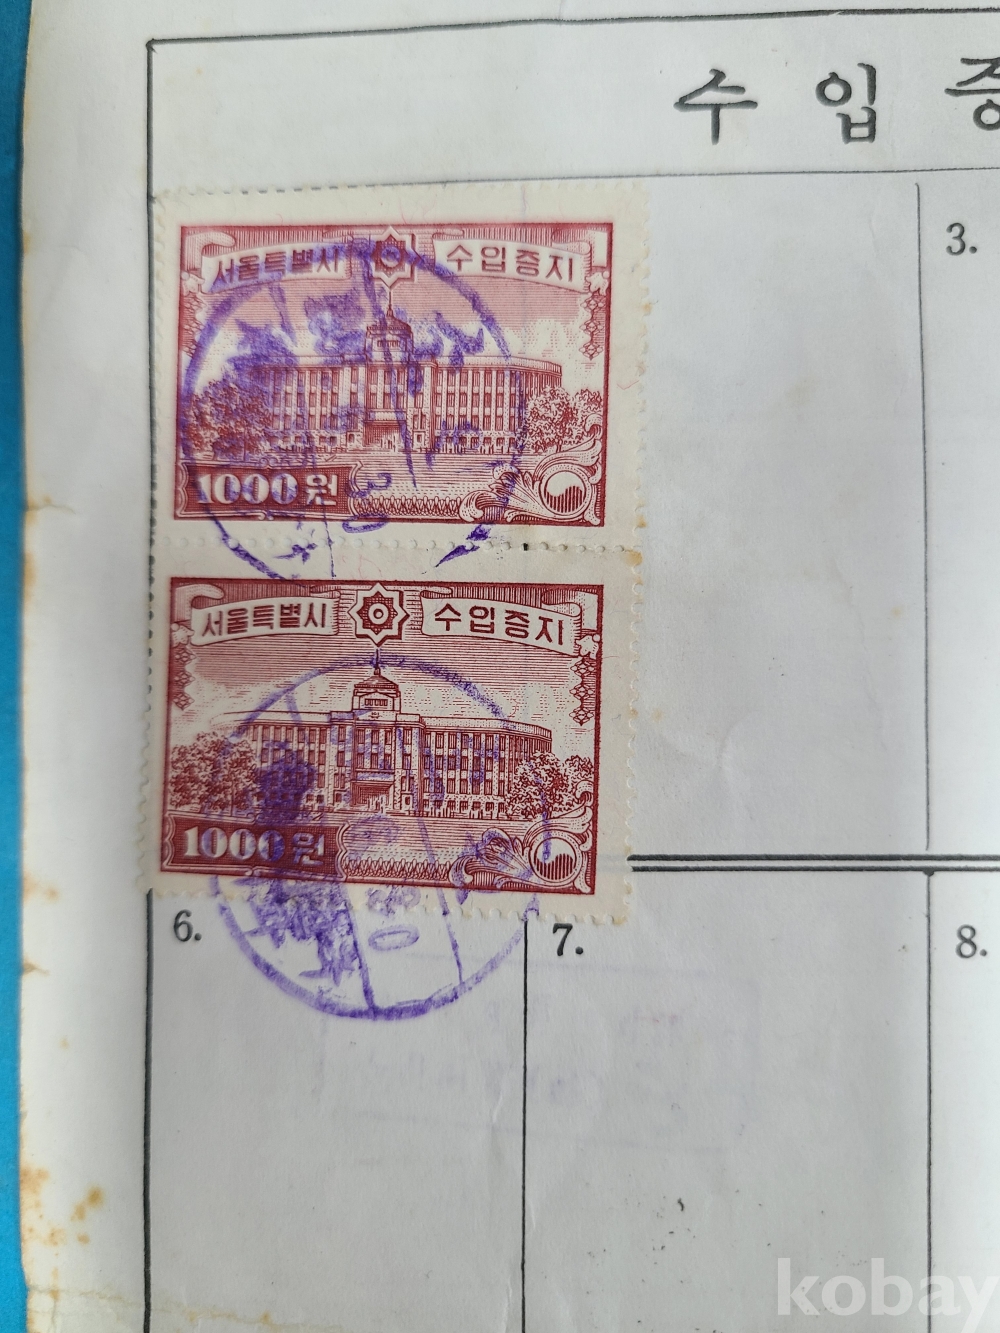 수 입 증
3.
서울특별시 수입증지
1000원
30
서울특별시 수입증지
1000원
6.
7.
8.
kobay